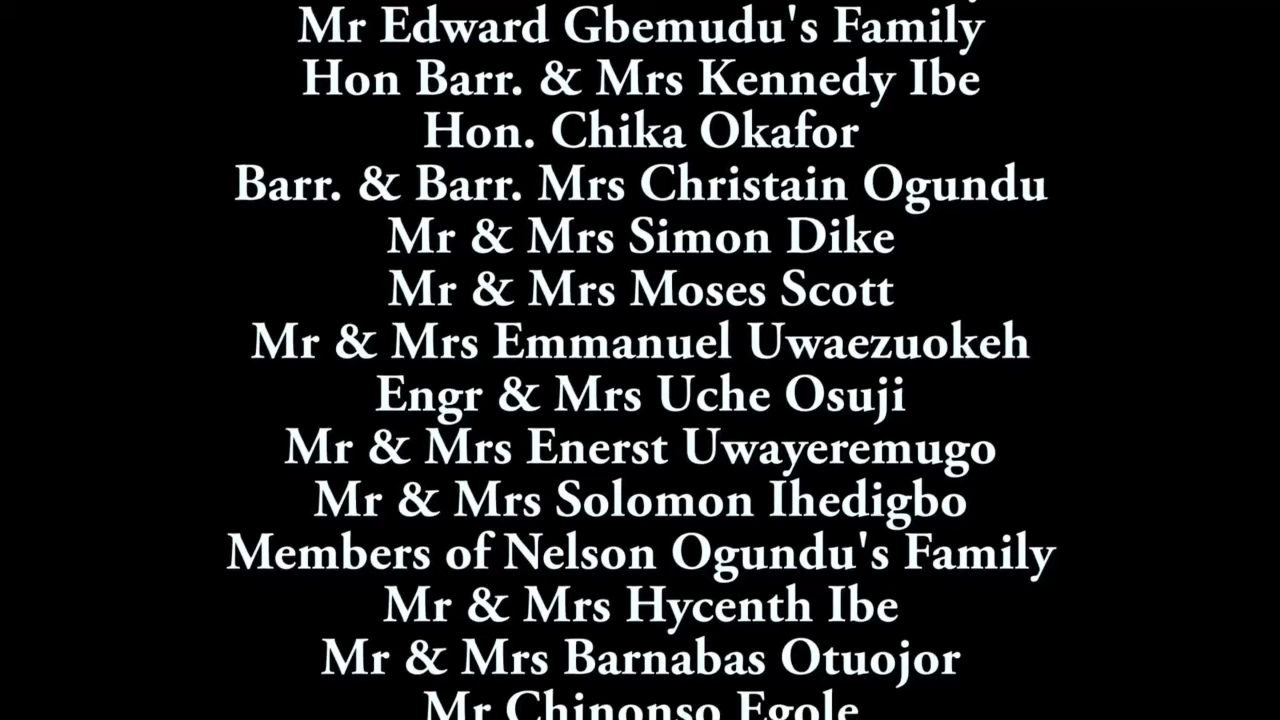 Mr Edward Gbemudu's Family
Hon Barr. & Mrs Kennedy Ibe
Hon. Chika Okafor
Barr. & Barr. Mrs Christain Ogundu
Mr & Mrs Simon Dike
Mr & Mrs Moses Scott
Mr & Mrs Emmanuel Uwaezuokeh
Engr & Mrs Uche Osuji
Mr & Mrs Enerst Uwayeremugo
Mr & Mrs Solomon Ihedigbo
Members of Nelson Ogundu's Family
Mr & Mrs Hycenth Ibe
Mr & Mrs Barnabas Otuojor
Mr Chinonso Egole